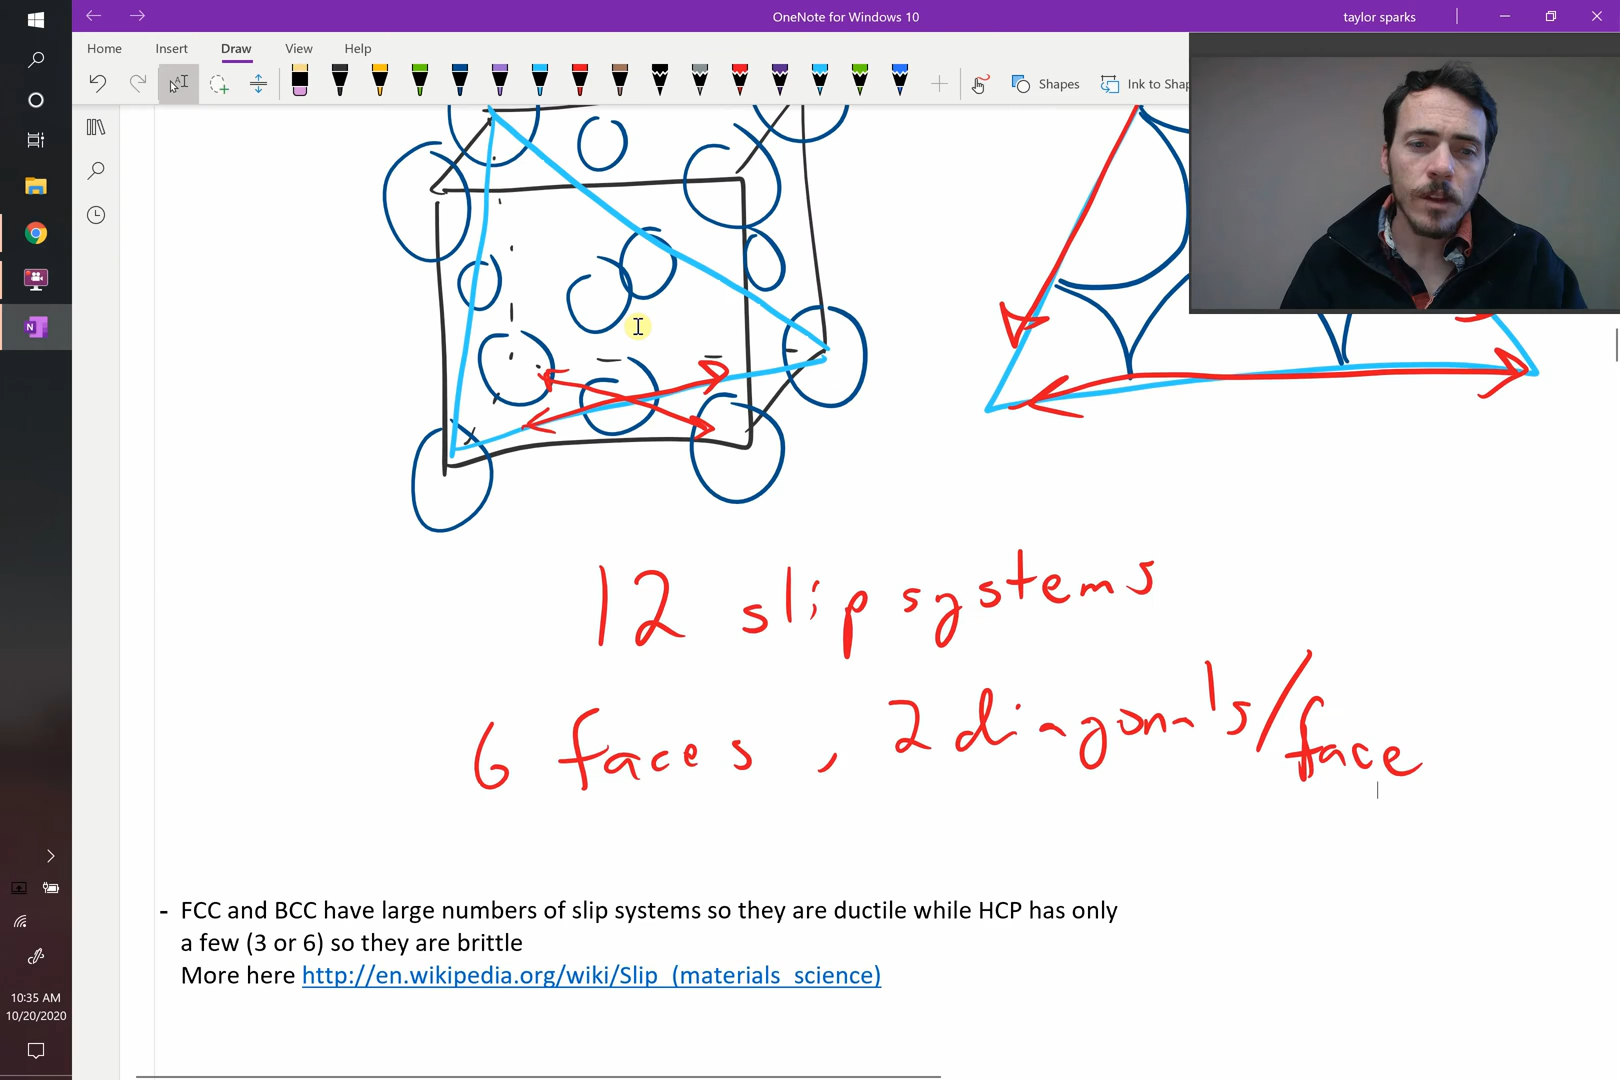 OneNote for Windows 10
taylor sparks
Home Insert Draw View Help
Shapes
Ink to Shap
12 slip systems
6 faces, 2 diagonals/face
- FCC and BCC have large numbers of slip systems so they are ductile while HCP has only
a few (3 or 6) so they are brittle
More here http://en.wikipedia.org/wiki/Slip_(materials_science)
10:35 AM
10/20/2020